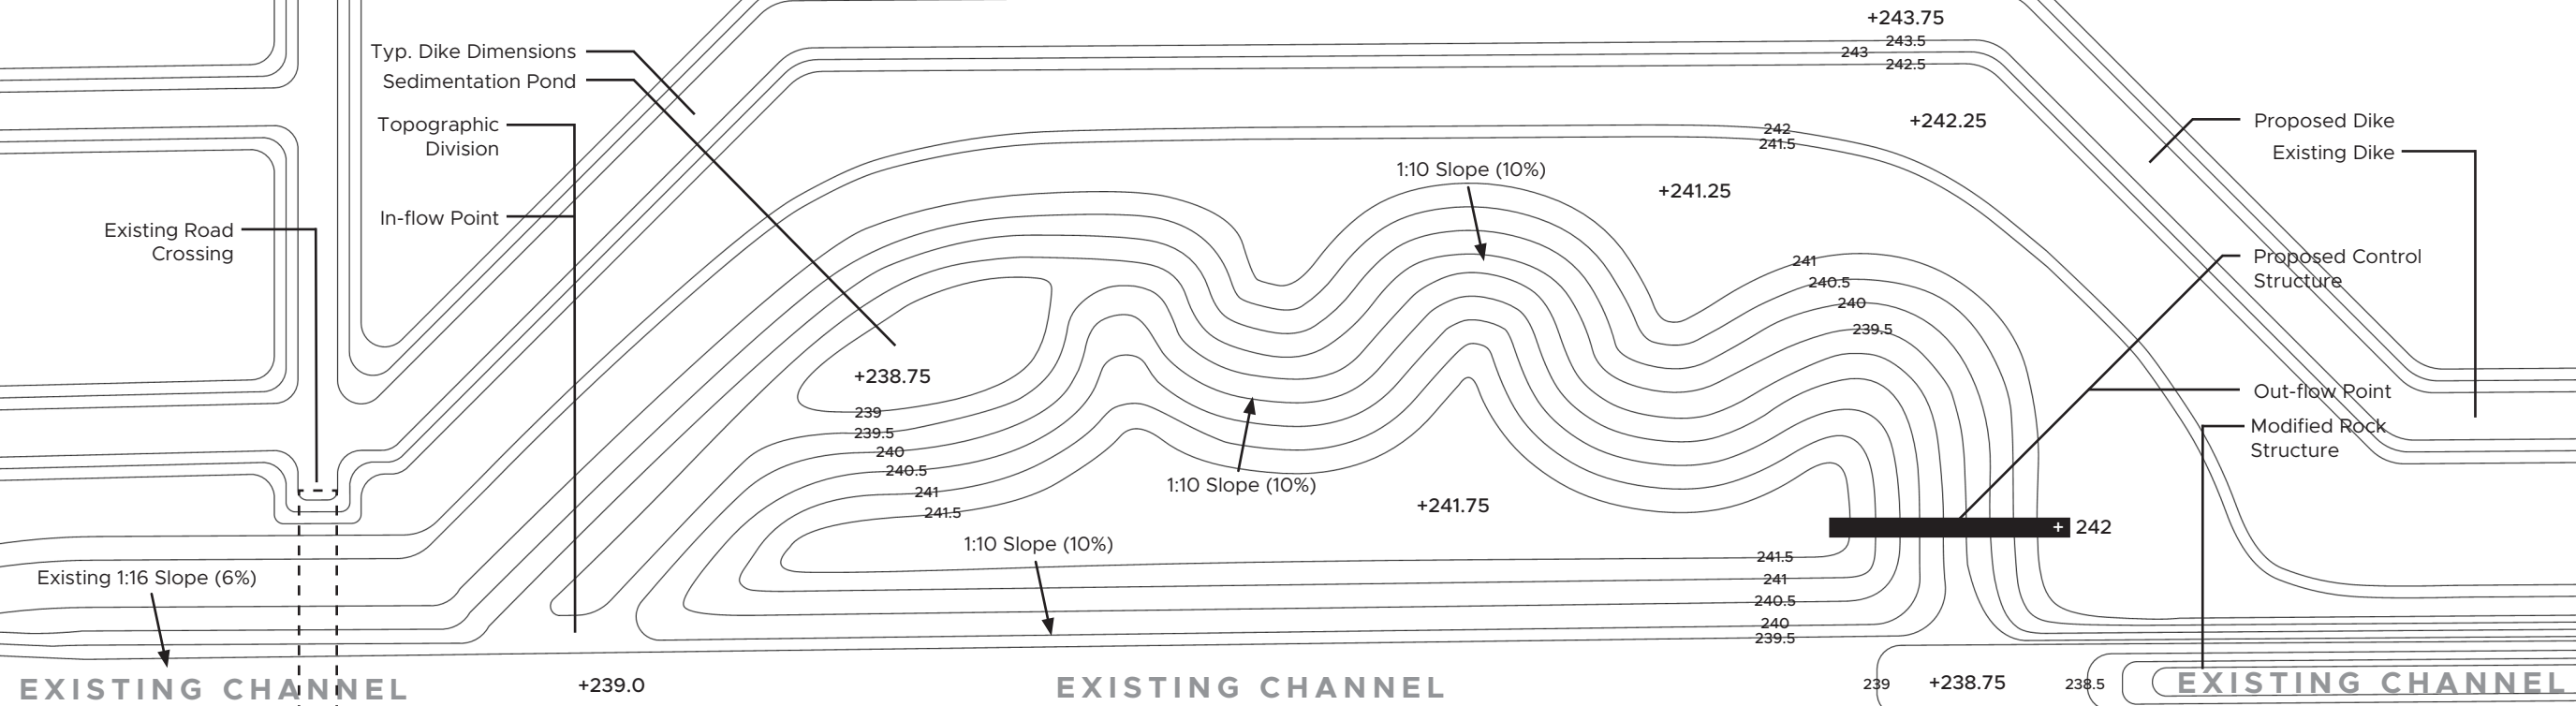 +243.75
243.5
243
242.5
Typ. Dike Dimensions
Sedimentation Pond
Topographic
Division
In-flow Point
Existing Road
Crossing
+242.25
242
241.5
1:10 Slope (10%)
+241.25
Proposed Dike
Existing Dike
241
240.5
240
239.5
Proposed Control
Structure
Out-flow Point
Modified Rock
Structure
+238.75
239
239.5
240
240.5
241
241.5
1:10 Slope (10%)
+241.75
1:10 Slope (10%)
+ 242
241.5
241
240.5
240
239.5
Existing 1:16 Slope (6%)
EXISTING CHANNEL
+239.0
EXISTING CHANNEL
239
+238.75
238.5
EXISTING CHANNEL